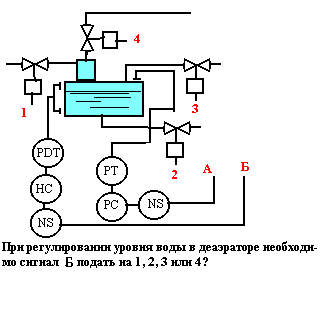 4
1
3
2
PDT
HC
NS
PT
PC
NS
А
Б
При регулировании уровня воды в деаэраторе необходи-
мо сигнал Б подать на 1, 2, 3 или 4?